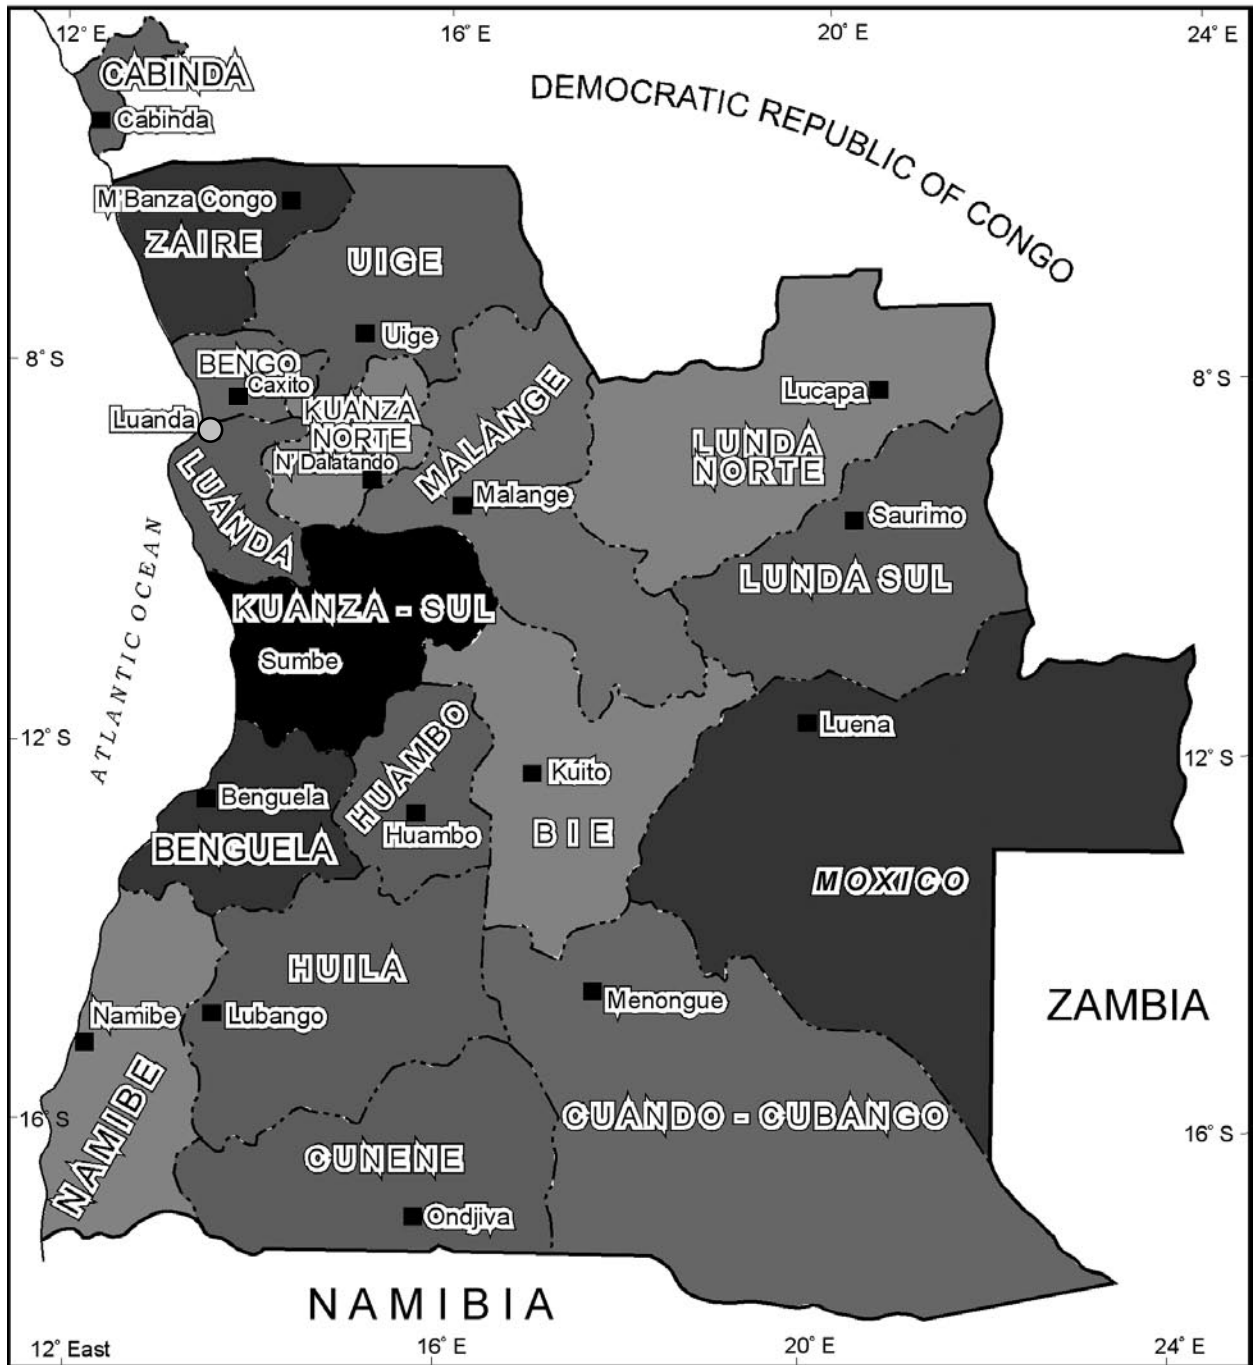 12° E
16° E
20° E
24° E
CABINDA
Cabinda
DEMOCRATIC REPUBLIC OF CONGO
M'Banza Congo
ZAIRE
UIGE
Uige
8° S
8° S
BENGO
Caxito
Luanda
KUANZA
NORTE
N' Dalatando
MALANGE
Malange
Lucapa
LUNDA
NORTE
LUANDA
Saurimo
LUNDA SUL
ATLANTIC OCEAN
KUANZA - SUL
Sumbe
HUAMBO
Luena
12° S
12° S
Kuito
Benguela
BENGUELA
Huambo
BIE
MOXICO
HUILA
Menongue
ZAMBIA
Namibe
Lubango
NAMIBE
16° S
16° S
CUANDO - CUBANGO
CUNENE
Ondjiva
NAMIBIA
12° East
16° E
20° E
24° E